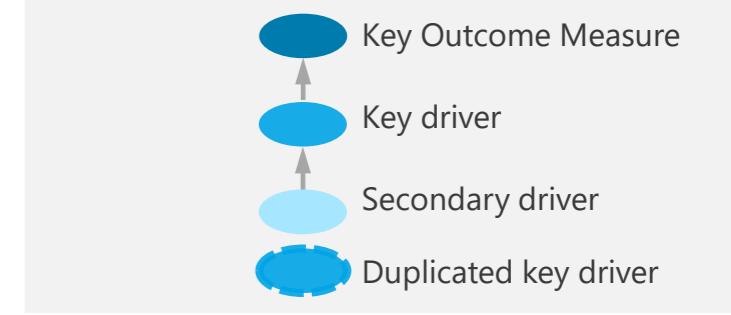 Key Outcome Measure
Key driver
Secondary driver
Duplicated key driver